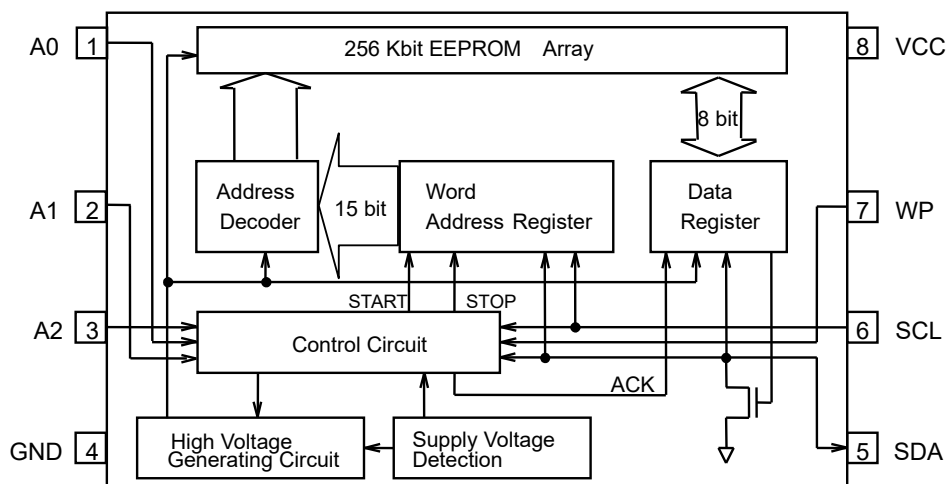 A0 1
256 Kbit EEPROM Array
8 VCC
8 bit
A1 2
Address
Decoder
15 bit
Word
Address Register
Data
Register
7 WP
START
STOP
A2 3
Control Circuit
6 SCL
ACK
GND 4
High Voltage
Generating Circuit
Supply Voltage
Detection
5 SDA